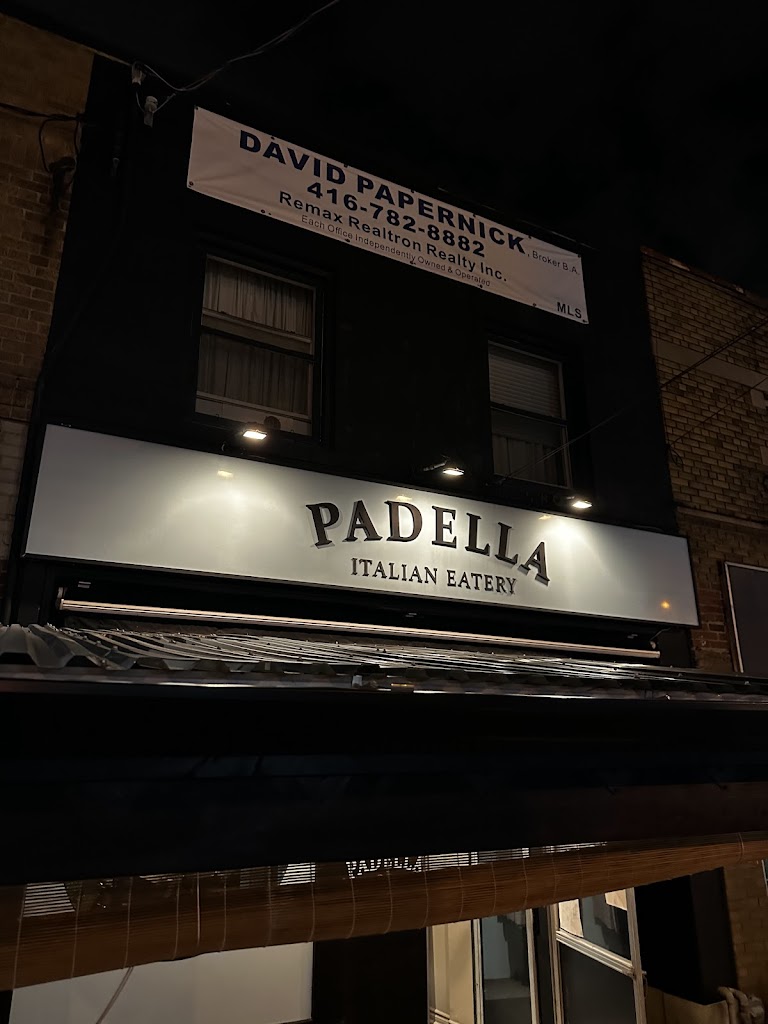 DAVID PAPERNICK, Broker B.A.
416-782-8882
Remax Realtron Realty Inc.
Each Office Independently Owned & Operated
MLS
PADELLA
ITALIAN EATERY
PADELLA